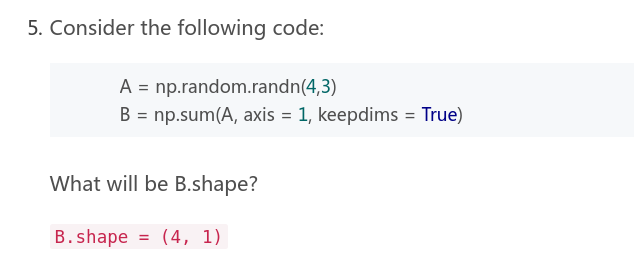 5. Consider the following code:
A = np.random.randn(4,3)
B = np.sum(A, axis = 1, keepdims = True)
What will be B.shape?
B.shape = (4, 1)